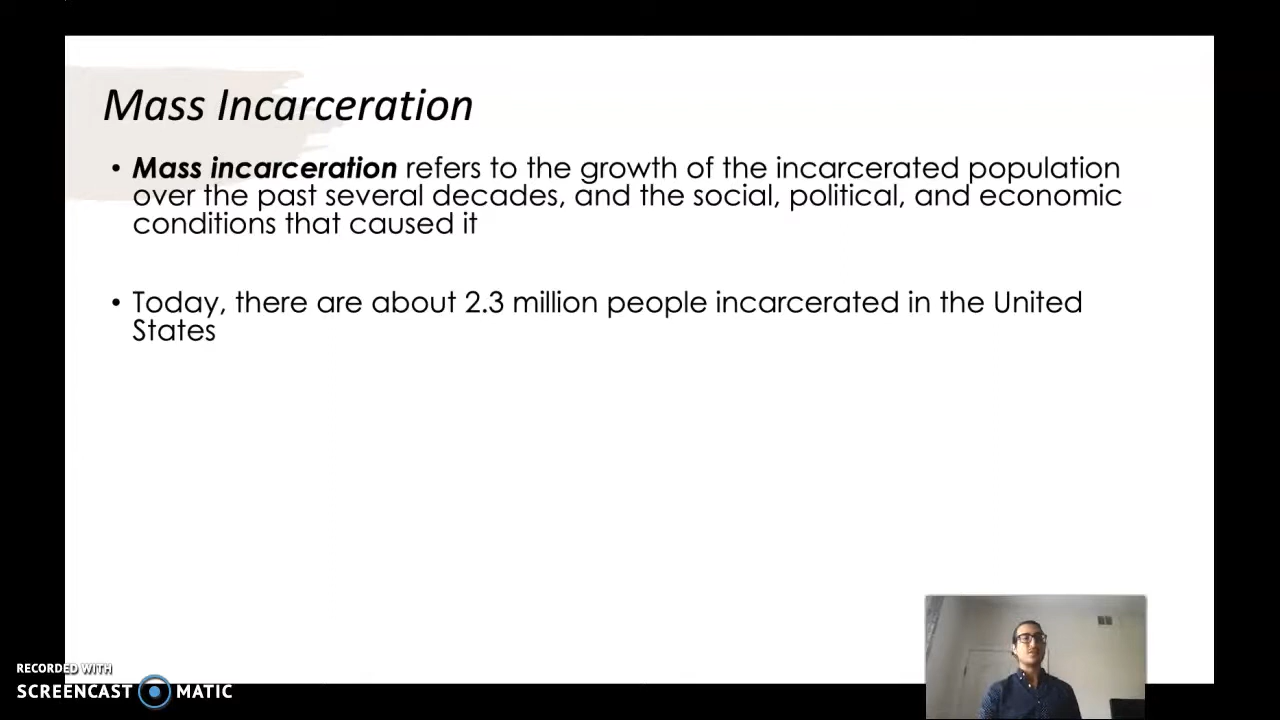 Mass Incarceration
• Mass incarceration refers to the growth of the incarcerated population
over the past several decades, and the social, political, and economic
conditions that caused it
• Today, there are about 2.3 million people incarcerated in the United
States
RECORDED WITH
SCREENCAST MATIC